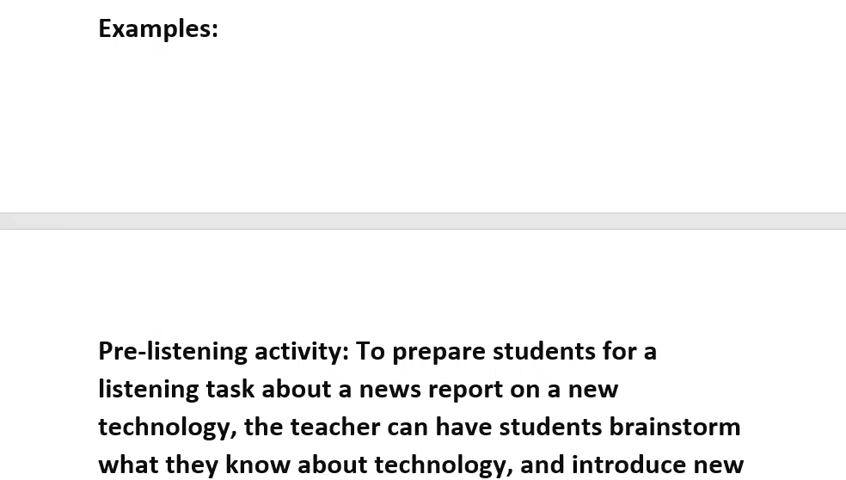 Examples:
Pre-listening activity: To prepare students for a
listening task about a news report on a new
technology, the teacher can have students brainstorm
what they know about technology, and introduce new